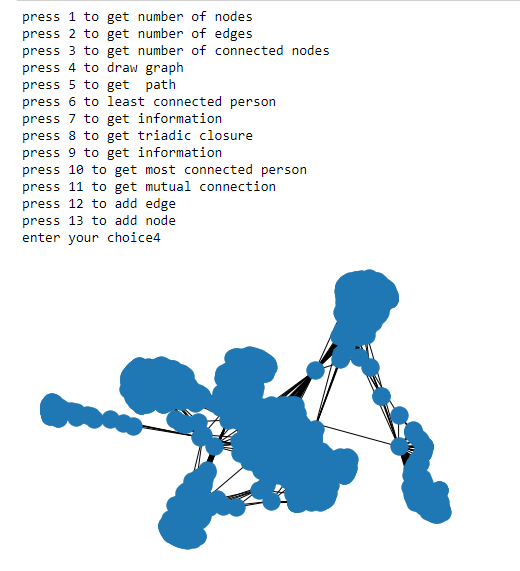 press 1 to get number of nodes
press 2 to get number of edges
press 3 to get number of connected nodes
press 4 to draw graph
press 5 to get  path
press 6 to least connected person
press 7 to get information
press 8 to get triadic closure
press 9 to get information
press 10 to get most connected person
press 11 to get mutual connection
press 12 to add edge
press 13 to add node
enter your choice4